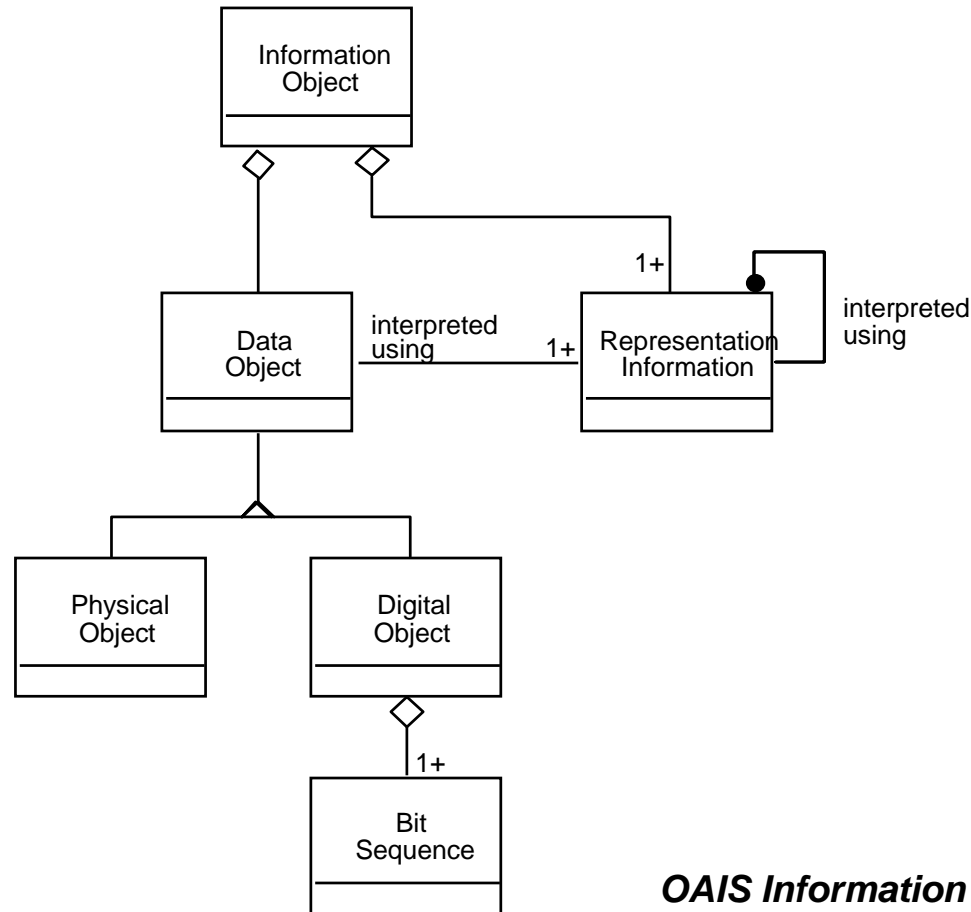 Information
Object
1+
Data
Object
interpreted
using
1+
Representation
Information
interpreted
using
Physical
Object
Digital
Object
1+
Bit
Sequence
OAIS Information